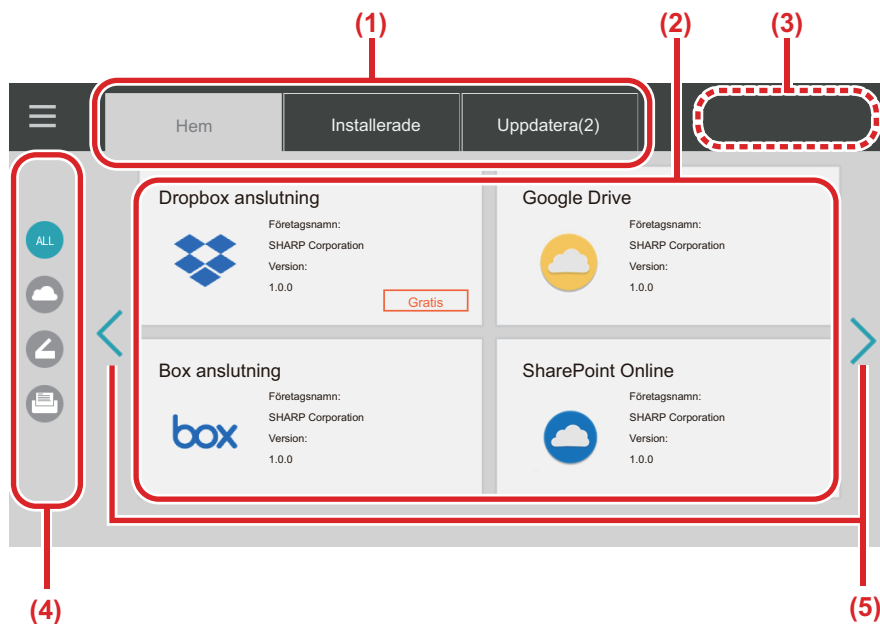 (1)
(2)
(3)
Hem
Installerade
Uppdatera(2)
ALL
Dropbox anslutning
Företagsnamn:
SHARP Corporation
Version:
1.0.0
Gratis
Google Drive
Företagsnamn:
SHARP Corporation
Version:
1.0.0
Box anslutning
box
Företagsnamn:
SHARP Corporation
Version:
1.0.0
SharePoint Online
Företagsnamn:
SHARP Corporation
Version:
1.0.0
(4)
(5)